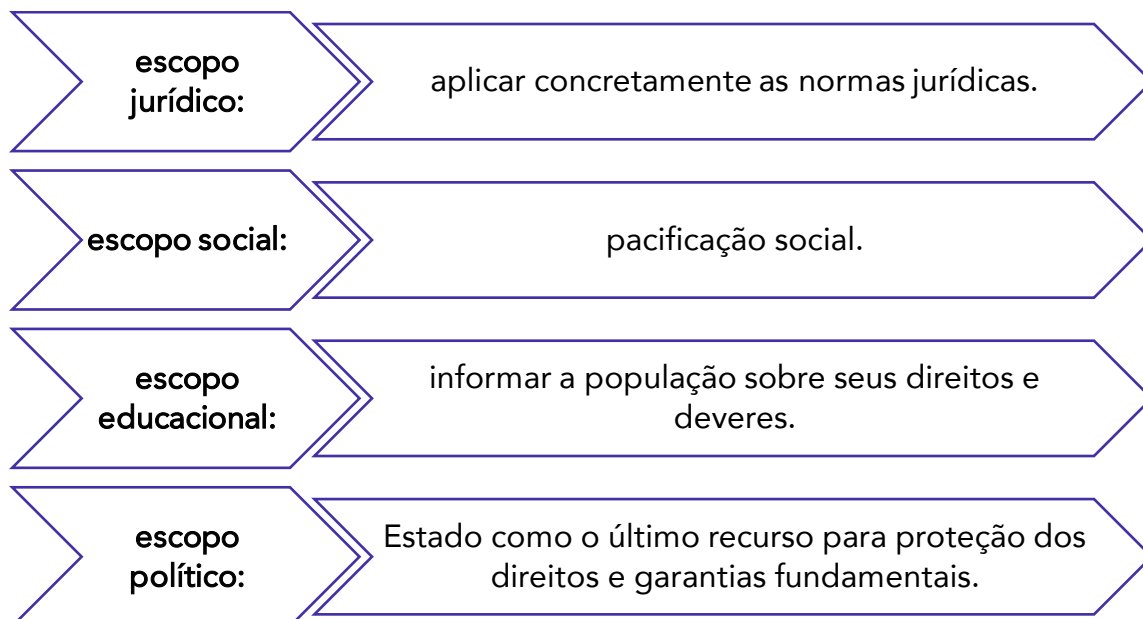 escopo
jurídico:
aplicar concretamente as normas jurídicas.
escopo social:
pacificação social.
escopo
educacional:
informar a população sobre seus direitos e
deveres.
escopo
político:
Estado como o último recurso para proteção dos
direitos e garantias fundamentais.